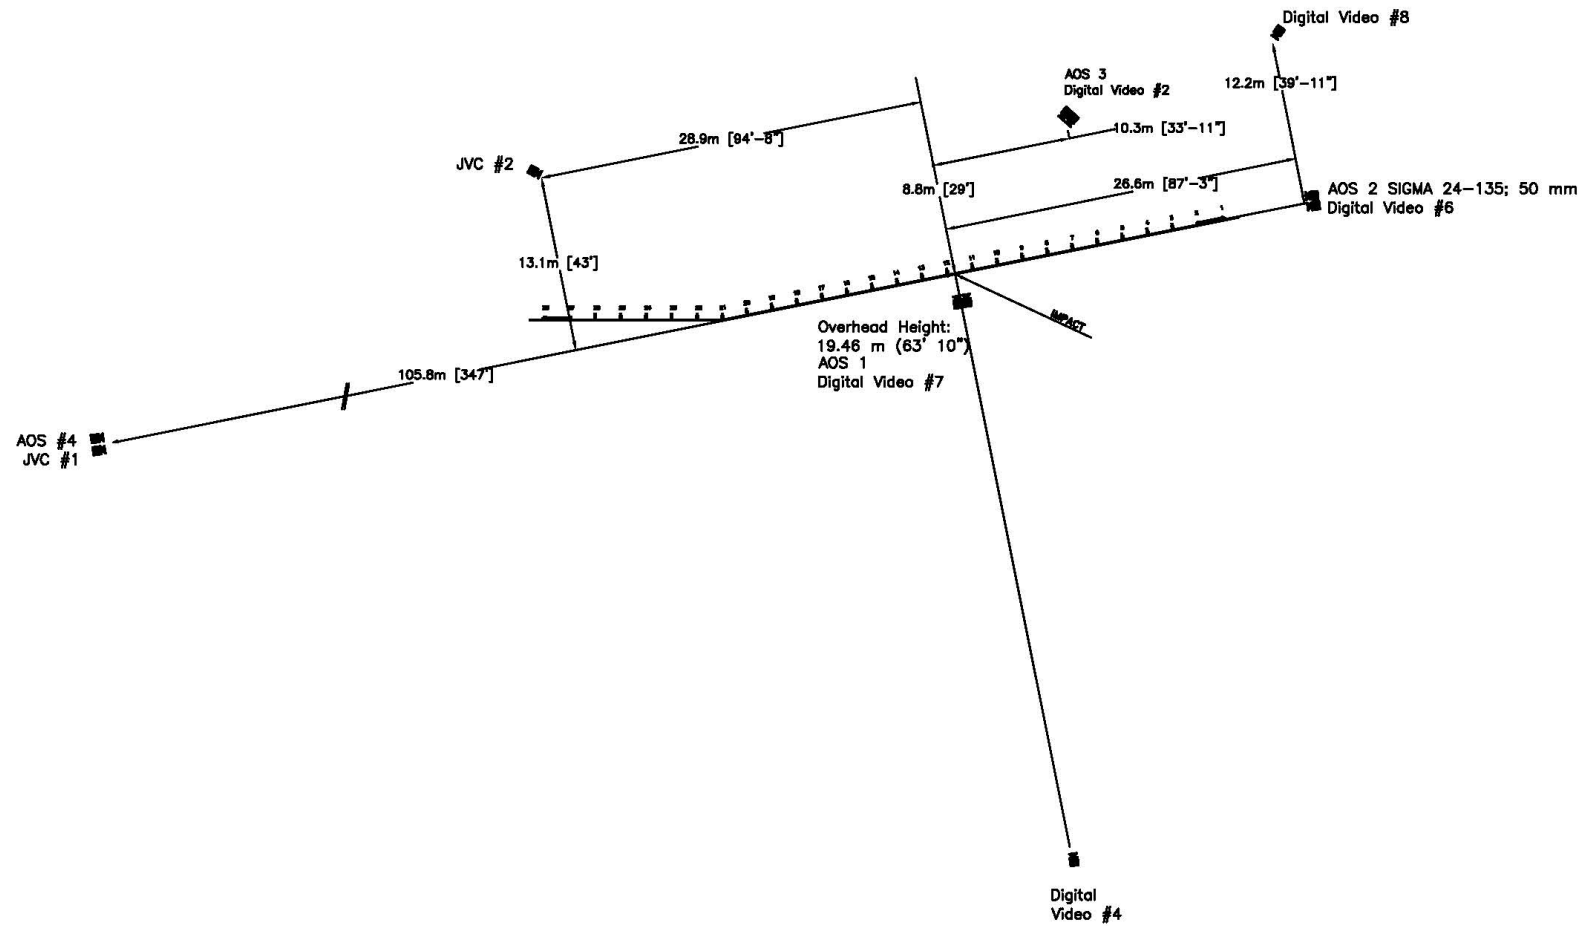 Digital Video #8
AOS 3
Digital Video #2
12.2m [39'-11"]
10.3m [33'-11"]
28.9m [94'-8"]
JVC #2
8.8m [29']
26.6m [87'-3"]
AOS 2 SIGMA 24-135; 50 mm
Digital Video #6
13.1m [43']
IMPACT
Overhead Height:
19.46 m (63' 10")
AOS 1
Digital Video #7
105.8m [347']
AOS #4
JVC #1
Digital
Video #4